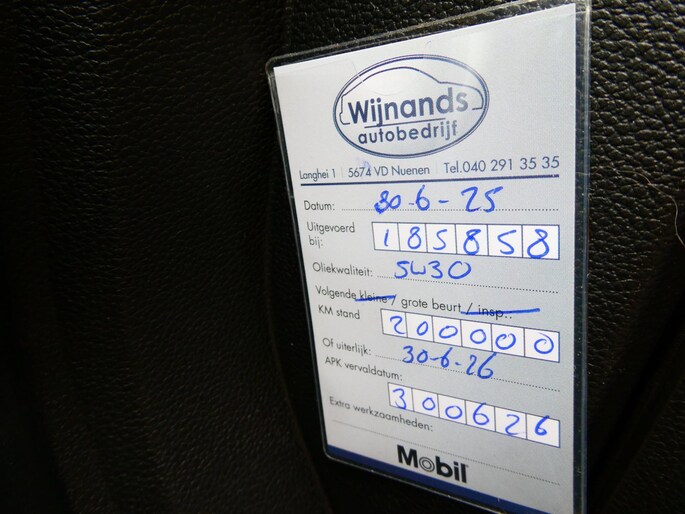 Wijnands
autobedrijf
Langhei 1 | 5674 VD Nuenen | Tel.040 291 35 35
Datum: 30-6-25
Uitgevoerd bij: 185858
Oliekwaliteit: 5W30
Volgende kleine / grote beurt / insp.:
KM stand 200000
Of uiterlijk: 30-6-26
APK vervaldatum:
300626
Extra werkzaamheden:
Mobil